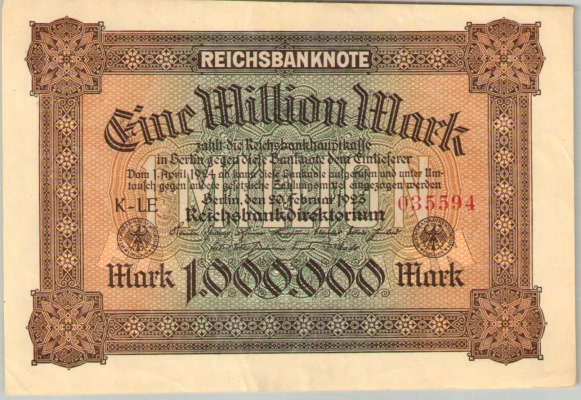 REICHSBANKNOTE
Eine Million Mark
zahlt die Reichsbankhauptkasse
in Berlin gegen diese Banknote dem Einlieferer
Vom 1. April 1924 ab kann diese Banknote aufgerufen und unter Um-
tausch gegen andere gesetzliche Zahlungsmittel eingezogen werden
Berlin, den 20. Februar 1923
K-LE
035594
Reichsbankdirektorium
1 MILLION
Mark 1.000.000 Mark